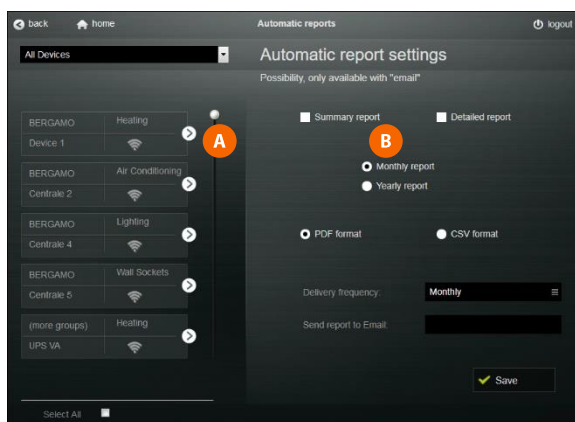 back home Automatic reports logout
All Devices
Automatic report settings
Possibility, only available with "email"
BERGAMO Heating
Device 1
A
BERGAMO Air Conditioning
Centrale 2
BERGAMO Lighting
Centrale 4
BERGAMO Wall Sockets
Centrale 5
(more groups) Heating
UPS VA
Select All
Summary report Detailed report
B
Monthly report
Yearly report
PDF format CSV format
Delivery frequency: Monthly
Send report to Email:
Save